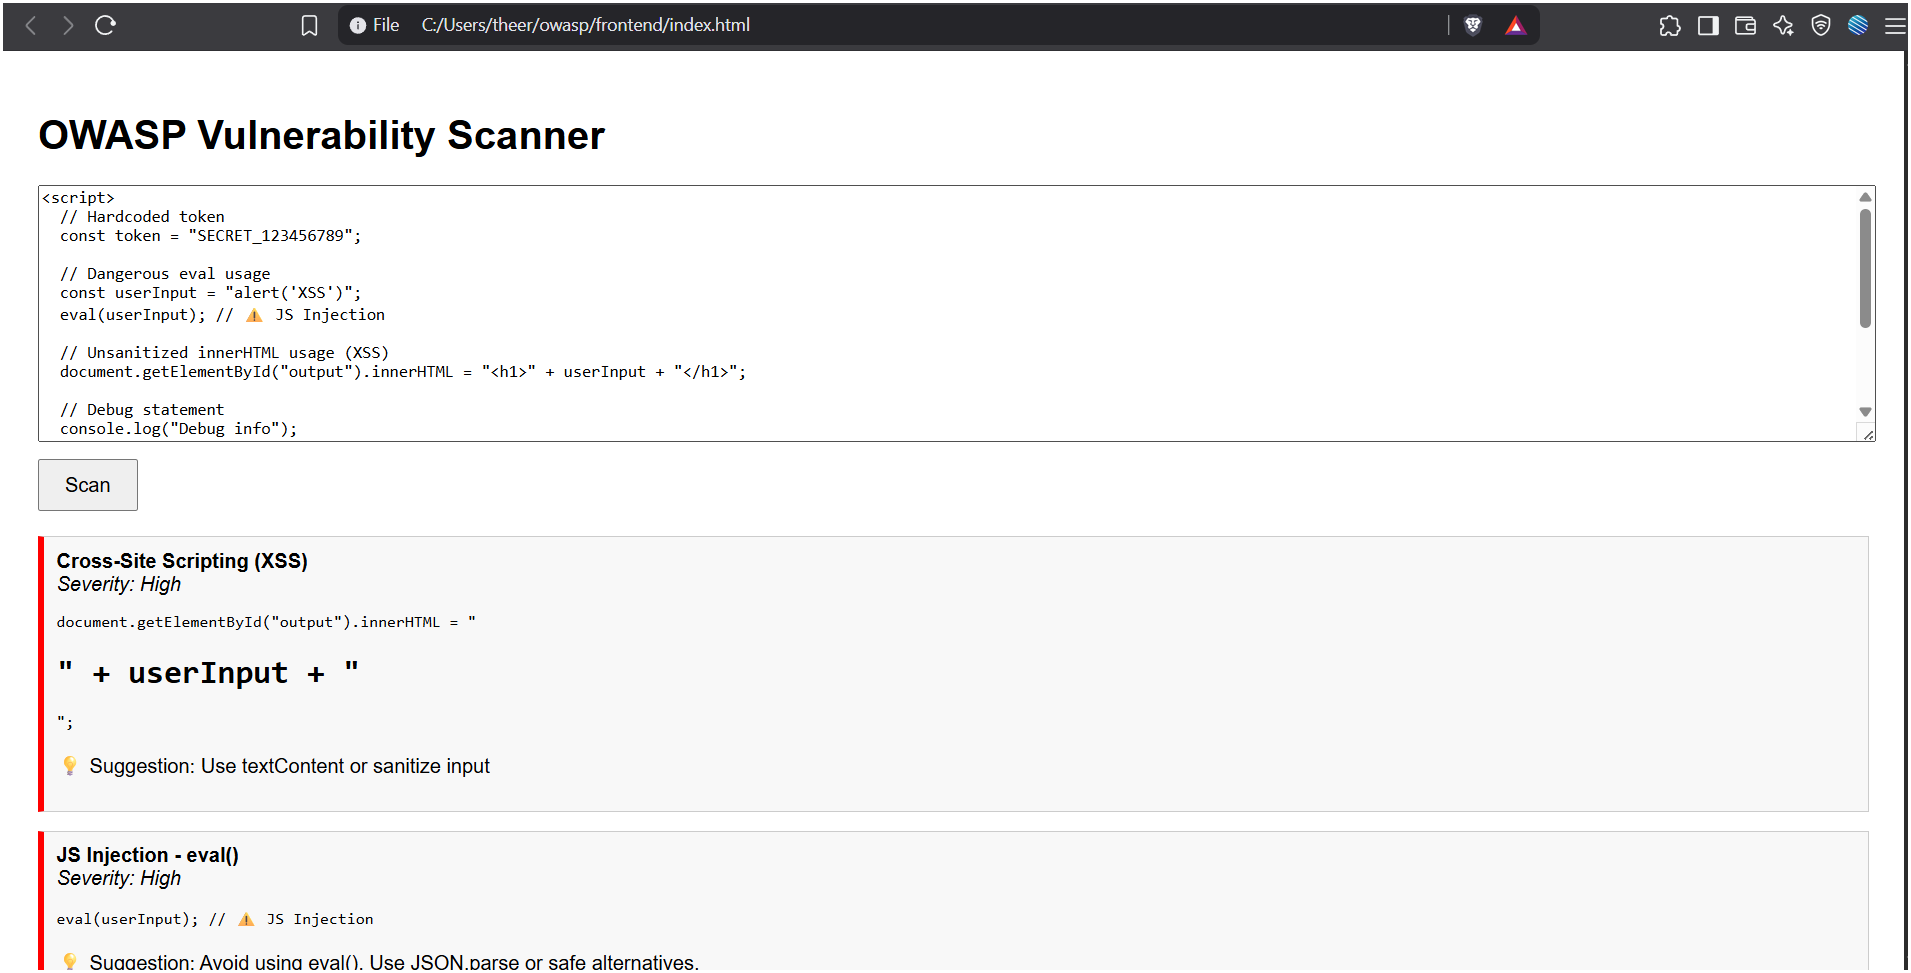 File C:/Users/theer/owasp/frontend/index.html
OWASP Vulnerability Scanner
<script>
// Hardcoded token
const token = "SECRET_123456789";
// Dangerous eval usage
const userInput = "alert('XSS')";
eval(userInput); // ⚠️ JS Injection
// Unsanitized innerHTML usage (XSS)
document.getElementById("output").innerHTML = "<h1>" + userInput + "</h1>";
// Debug statement
console.log("Debug info");
Scan
Cross-Site Scripting (XSS)
Severity: High
document.getElementById("output").innerHTML = "
" + userInput + "
";
💡 Suggestion: Use textContent or sanitize input
JS Injection - eval()
Severity: High
eval(userInput); // ⚠️ JS Injection
💡 Suggestion: Avoid using eval(). Use JSON.parse or safe alternatives.